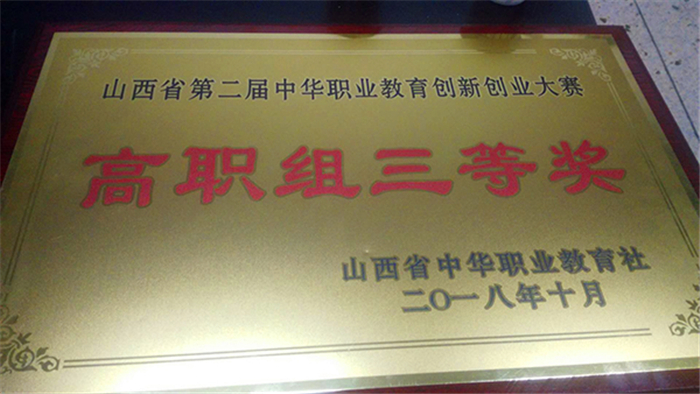 山西省第二届中华职业教育创新创业大赛
高职组三等奖
山西省中华职业教育社
二〇一八年十月